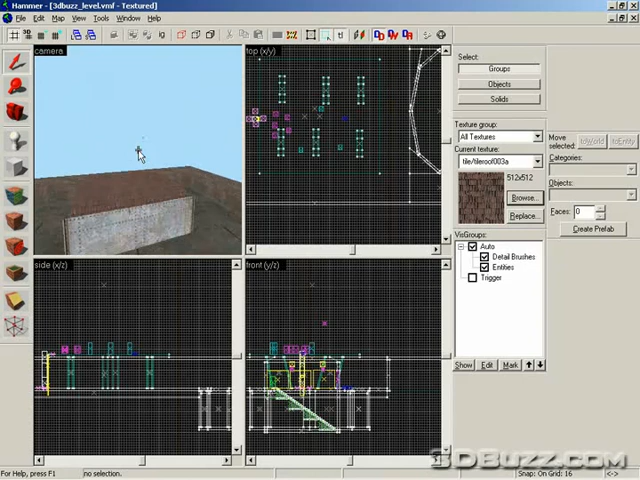 Hammer - [3dbuzz_level.vmf - Textured]
File Edit Map View Tools Window Help
camera
top (x/y)
side (x/z)
front (y/z)
Select:
Groups
Objects
Solids
Texture group:
All Textures
Current texture:
tile/tileroof003a
512x512
Browse...
Replace...
Move
selected:
toWorld
toEntity
Categories:
Objects:
Faces: 0
Create Prefab
VisGroups:
Auto
Detail Brushes
Entities
Trigger
Show
Edit
Mark
3DBUZZ.COM
For Help, press F1
no selection.
Snap: On Grid: 16
<->